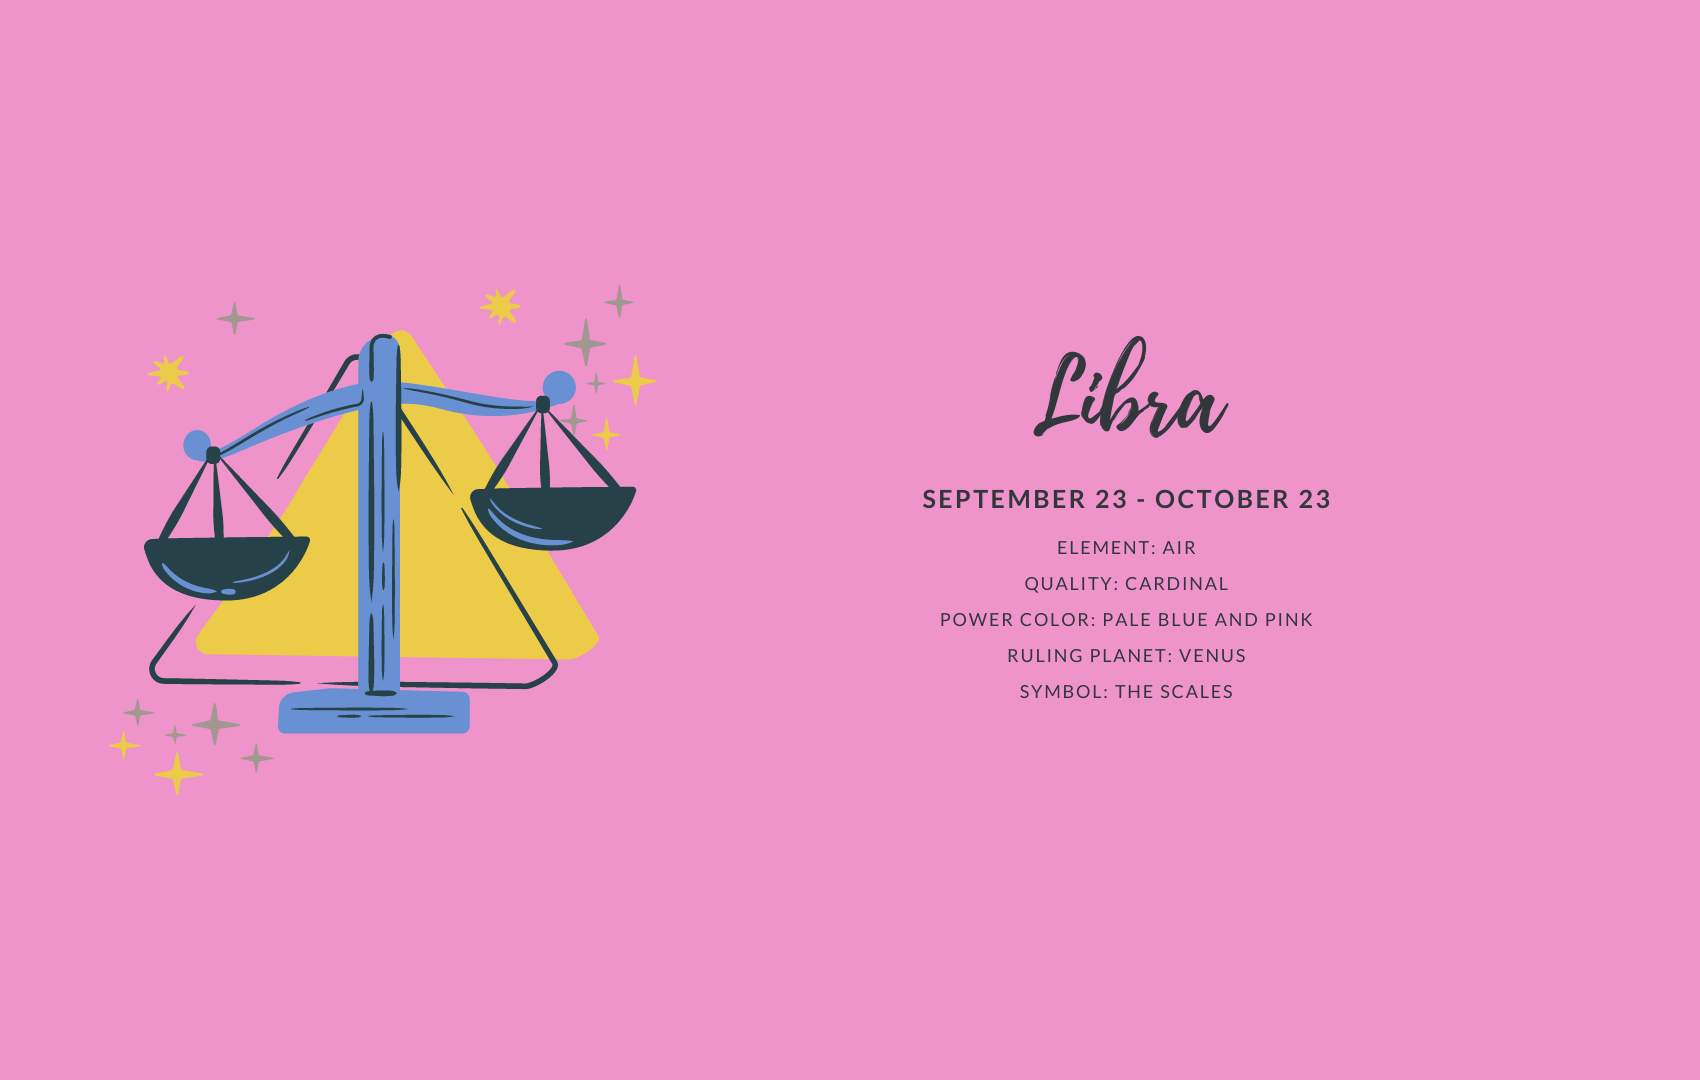 Libra
SEPTEMBER 23 - OCTOBER 23
ELEMENT: AIR
QUALITY: CARDINAL
POWER COLOR: PALE BLUE AND PINK
RULING PLANET: VENUS
SYMBOL: THE SCALES